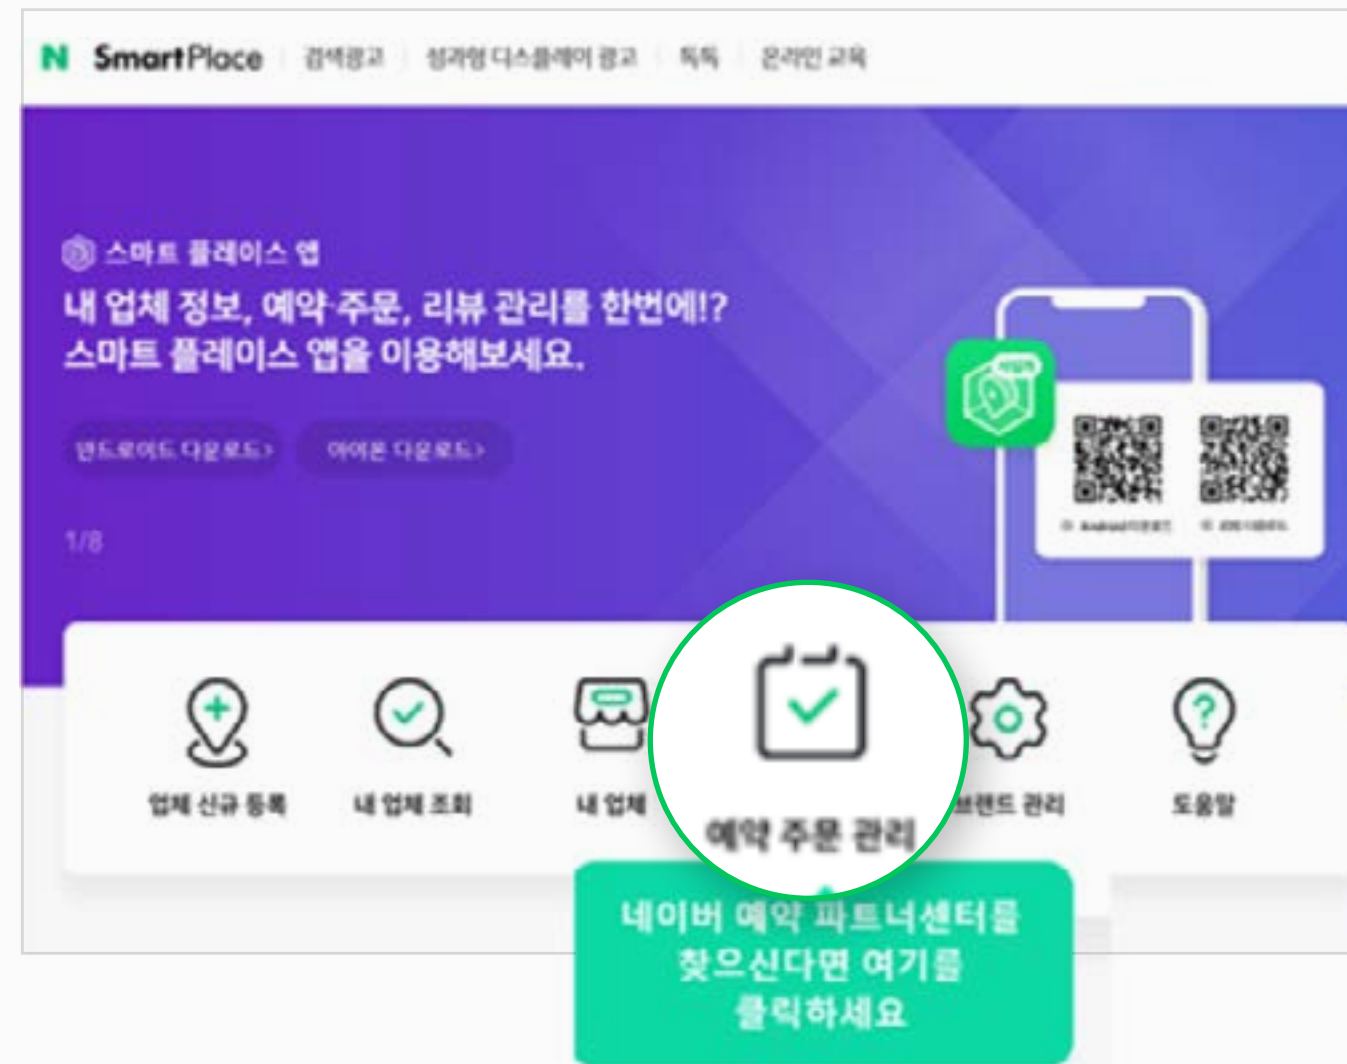 N SmartPlace 검색광고 성과형 디스플레이 광고 톡톡 온라인 교육
스마트 플레이스 앱
내 업체 정보, 예약·주문, 리뷰 관리를 한번에!?
스마트 플레이스 앱을 이용해보세요.
안드로이드 다운로드> 아이폰 다운로드>
1/8
Android
업체 신규 등록 내 업체 조회 내 업체 예약 주문 관리 브랜드 관리 도움말
네이버 예약 파트너센터를
찾으신다면 여기를
클릭하세요